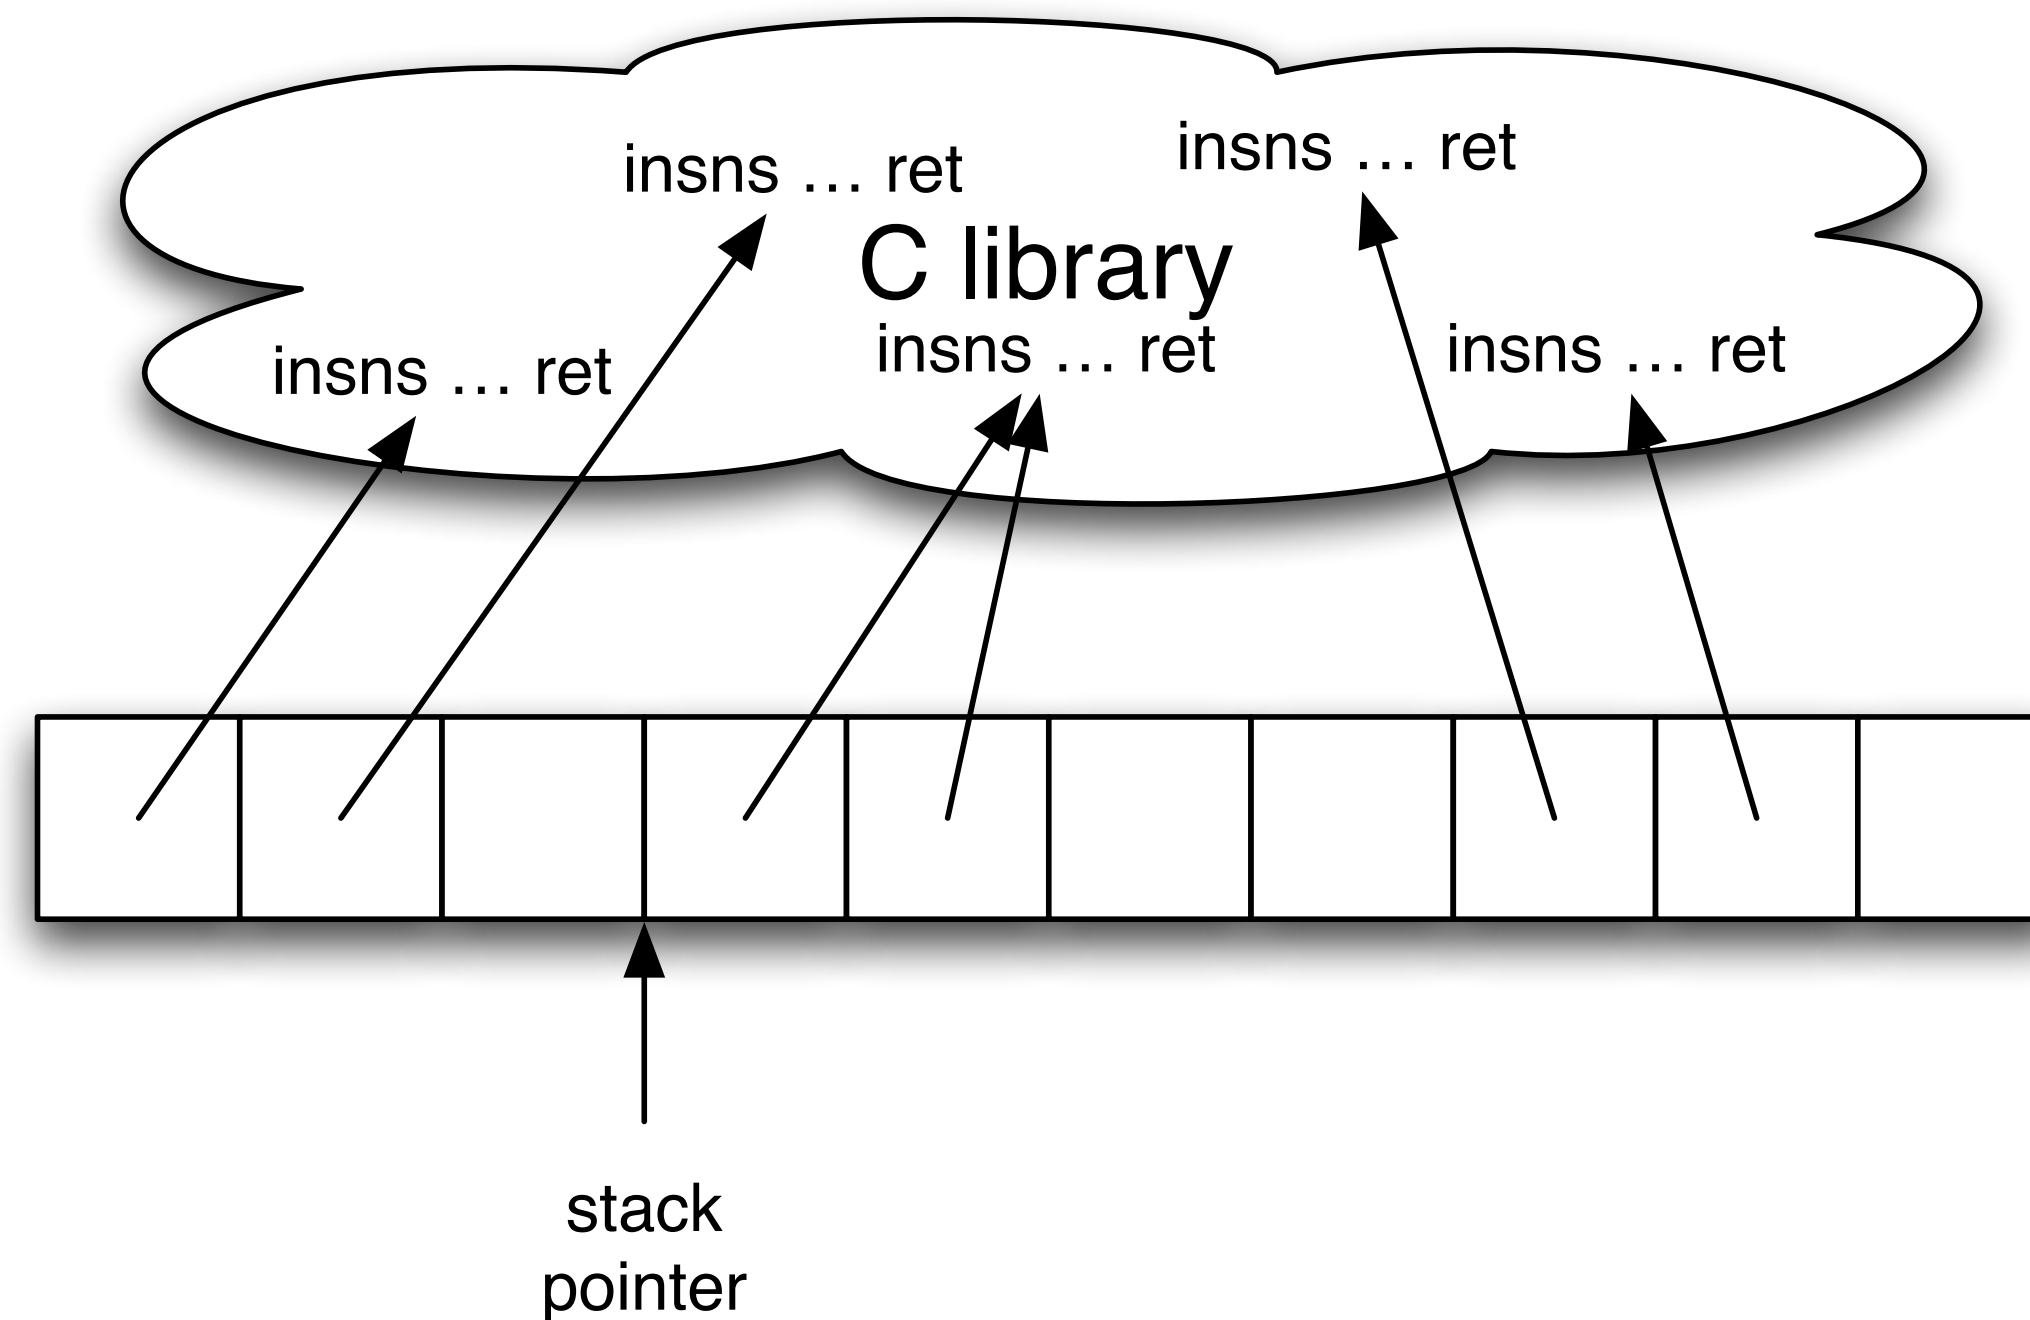 insns … ret
insns … ret
C library
insns … ret
insns … ret
insns … ret
stack
pointer